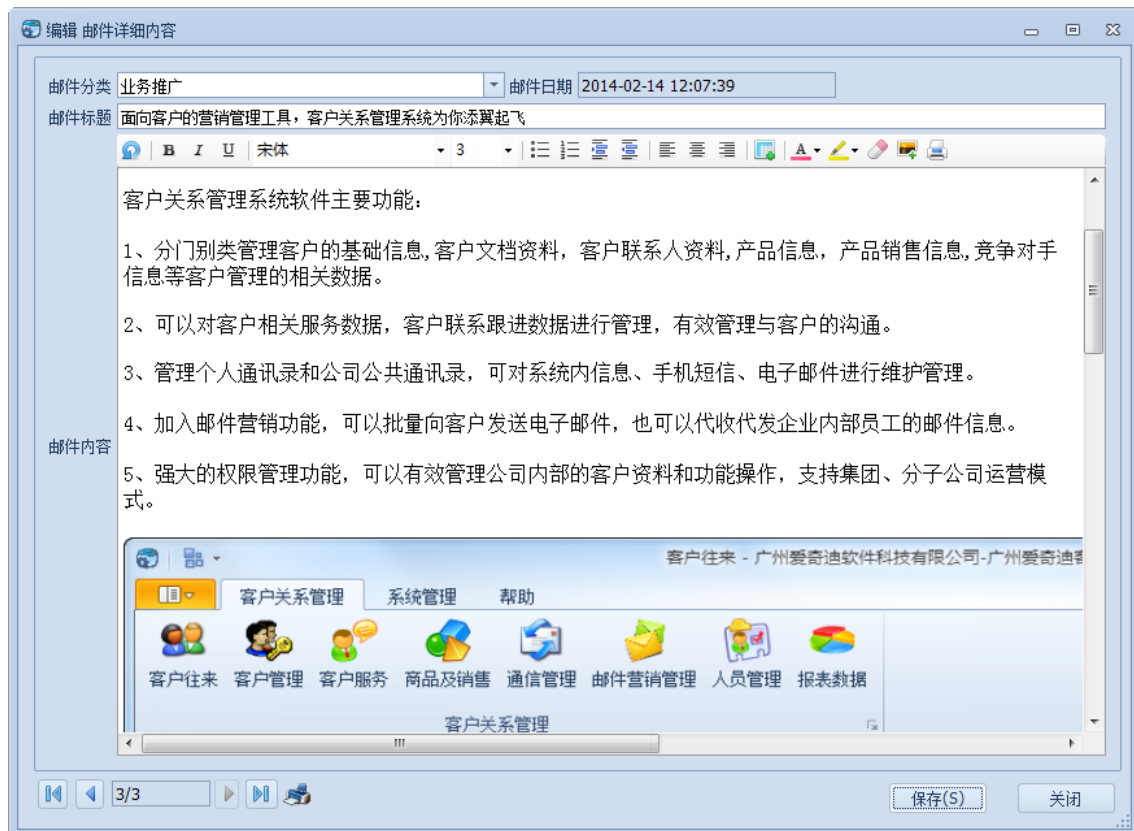 编辑 邮件详细内容
邮件分类 业务推广 邮件日期 2014-02-14 12:07:39
邮件标题 面向客户的营销管理工具，客户关系管理系统为你添翼起飞
B I U 宋体 3 A
邮件内容
客户关系管理系统软件主要功能：
1、分门别类管理客户的基础信息,客户文档资料，客户联系人资料,产品信息，产品销售信息,竞争对手
信息等客户管理的相关数据。
2、可以对客户相关服务数据，客户联系跟进数据进行管理，有效管理与客户的沟通。
3、管理个人通讯录和公司公共通讯录，可对系统内信息、手机短信、电子邮件进行维护管理。
4、加入邮件营销功能，可以批量向客户发送电子邮件，也可以代收代发企业内部员工的邮件信息。
5、强大的权限管理功能，可以有效管理公司内部的客户资料和功能操作，支持集团、分子公司运营模
式。
客户往来 - 广州爱奇迪软件科技有限公司-广州爱奇迪
客户关系管理 系统管理 帮助
客户往来 客户管理 客户服务 商品及销售 通信管理 邮件营销管理 人员管理 报表数据
客户关系管理
3/3 保存(S) 关闭